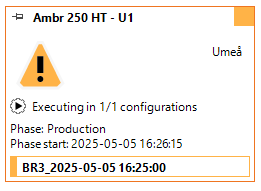 Ambr 250 HT - U1
Umeå
Executing in 1/1 configurations
Phase: Production
Phase start: 2025-05-05 16:26:15
BR3_2025-05-05 16:25:00